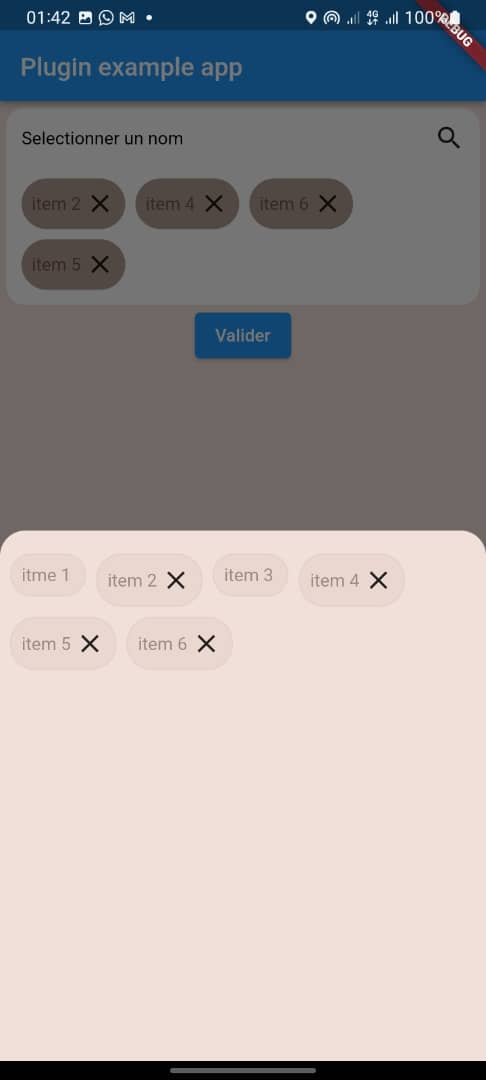 01:42 4G 100%
DEBUG
Plugin example app
Selectionner un nom
item 2 item 4 item 6
item 5
Valider
itme 1 item 2 item 3 item 4
item 5 item 6